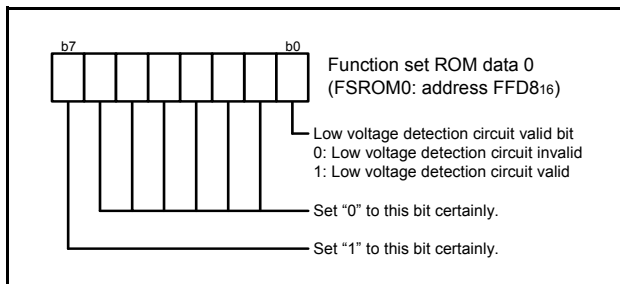 b7 b0
Function set ROM data 0
(FSROM0: address FFD816)
Low voltage detection circuit valid bit
0: Low voltage detection circuit invalid
1: Low voltage detection circuit valid
Set “0” to this bit certainly.
Set “1” to this bit certainly.